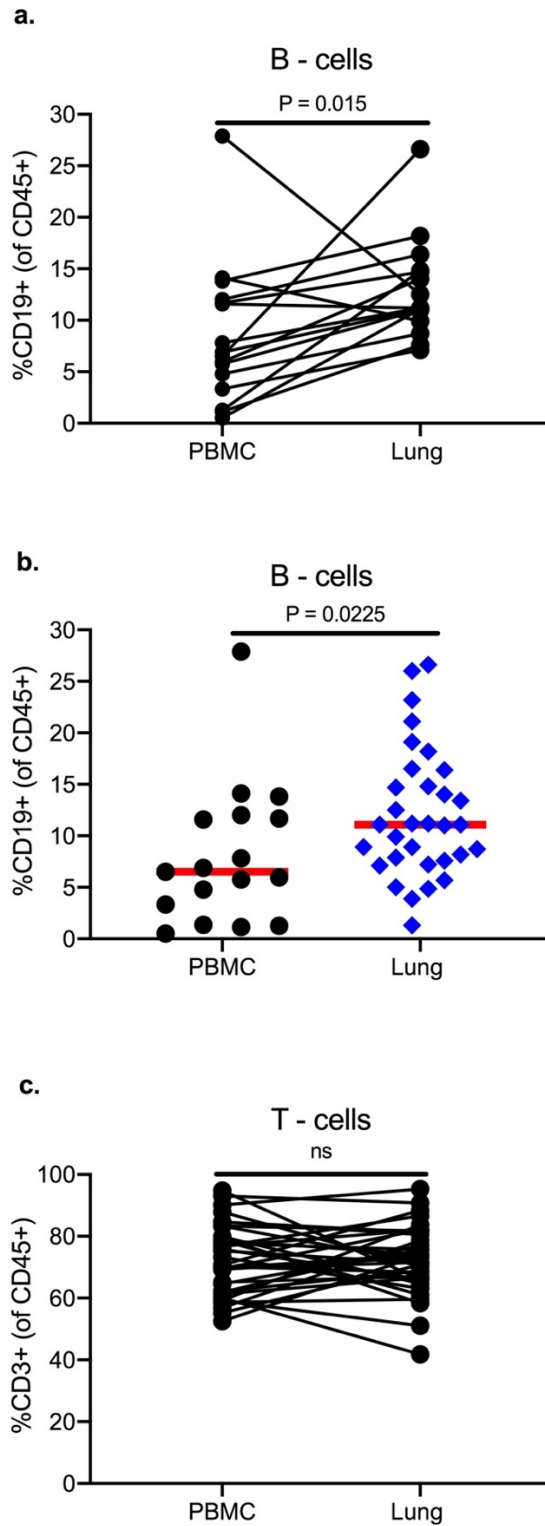 a.
B - cells
P = 0.015
%CD19+ (of CD45+)
30
25
20
15
10
5
0
PBMC Lung
b.
B - cells
P = 0.0225
%CD19+ (of CD45+)
30
25
20
15
10
5
0
PBMC Lung
c.
T - cells
ns
%CD3+ (of CD45+)
100
80
60
40
20
0
PBMC Lung